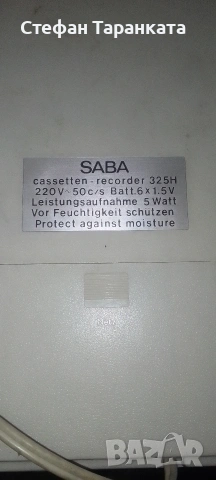 Стефан Таранката
SABA
cassetten-recorder 325H
220V~50c/s Batt.6x1.5V
Leistungsaufnahme 5 Watt
Vor Feuchtigkeit schützen
Protect against moisture
BAZAR